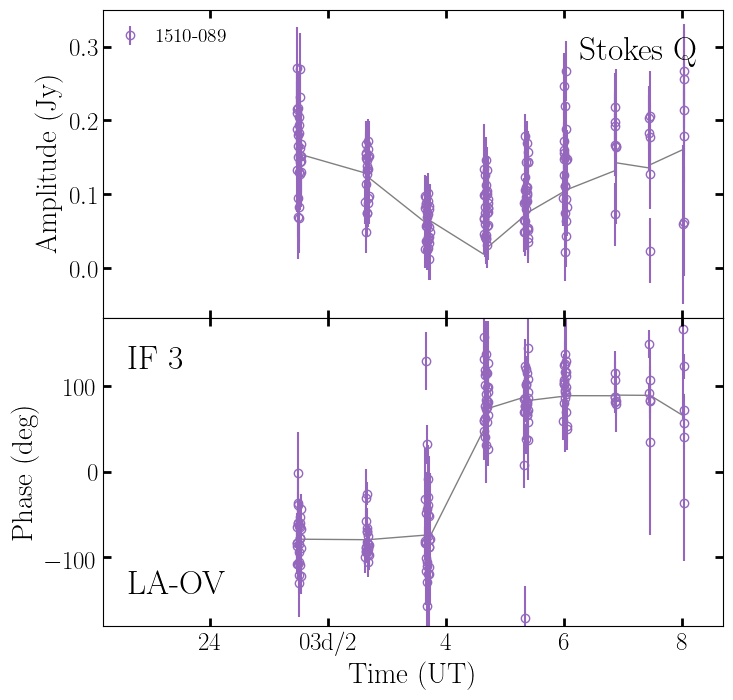 1510-089
Stokes Q
0.3
0.2
0.1
0.0
Amplitude (Jy)
IF 3
100
0
−100
Phase (deg)
LA-OV
24 03d/2 4 6 8
Time (UT)